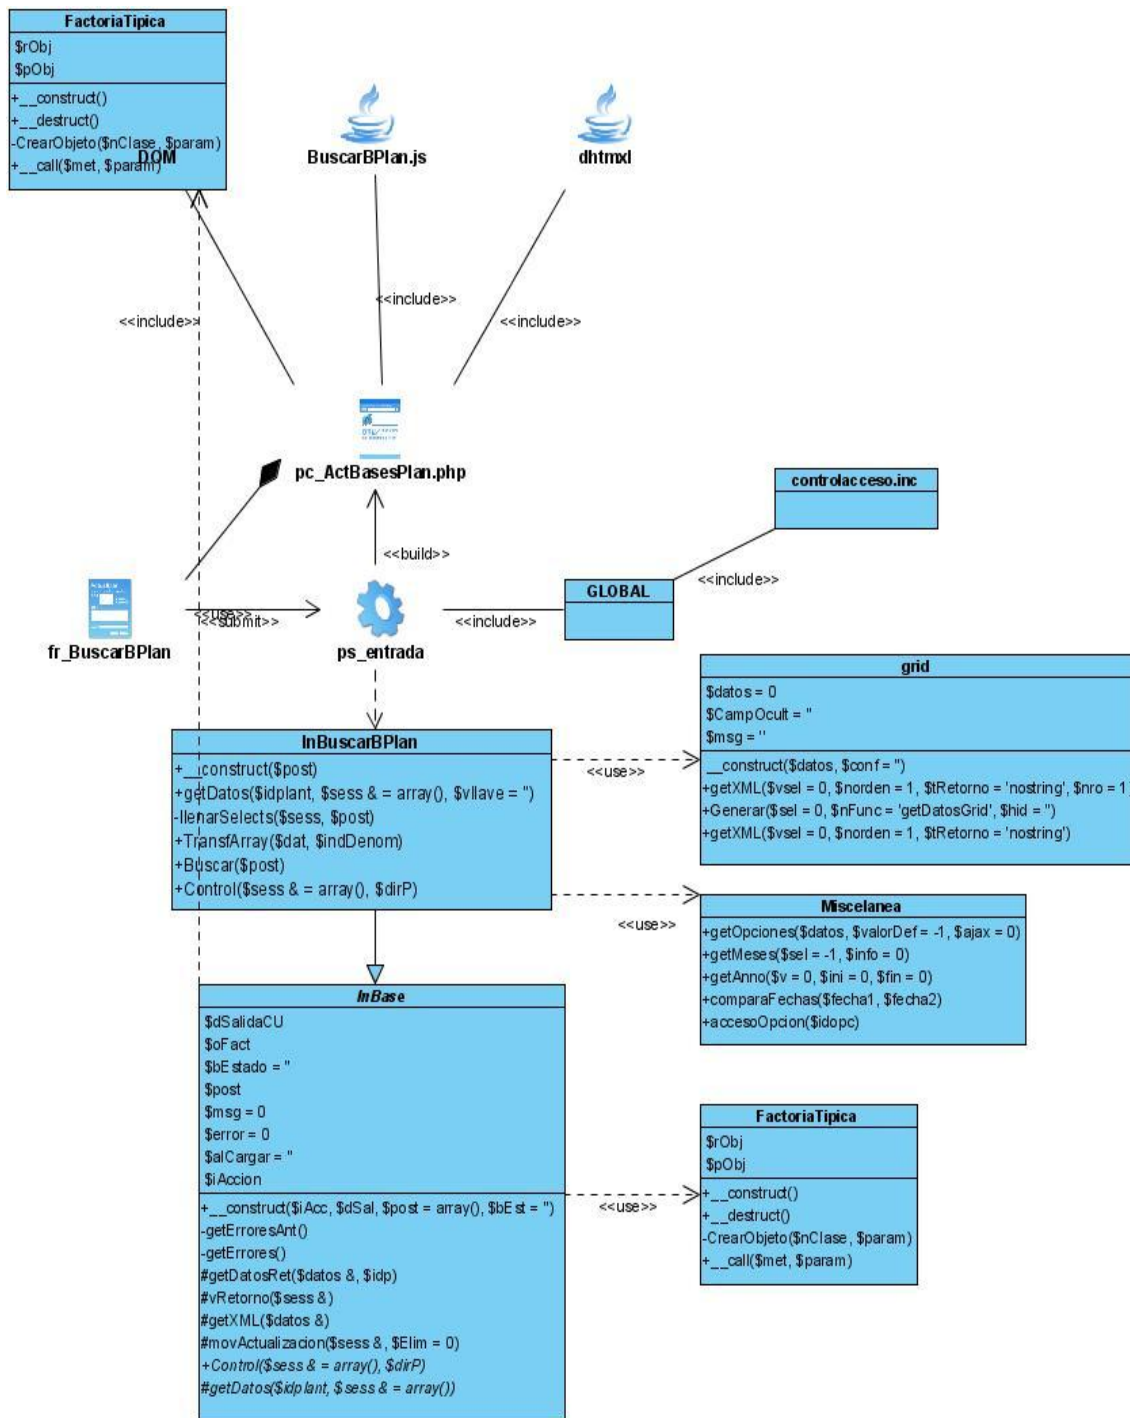 FactoriaTipica
$rObj
$pObj
+__construct()
+__destruct()
-CrearObjeto($nClase, $param)
+__call($met, $param)
DOM
BuscarBPlan.js
dhtmxl
<<include>>
<<include>>
<<include>>
pc_ActBasesPlan.php
controlacceso.inc
<<build>>
<<include>>
GLOBAL
<<use>>
<<submit>>
<<include>>
fr_BuscarBPlan
ps_entrada
grid
$datos = 0
$CampOcult = ''
$msg = ''
__construct($datos, $conf = '')
+getXML($vsel = 0, $norden = 1, $tRetorno = 'nostring', $nro = 1)
+Generar($sel = 0, $nFunc = 'getDatosGrid', $hid = '')
+getXML($vsel = 0, $norden = 1, $tRetorno = 'nostring')
InBuscarBPlan
+__construct($post)
+getDatos($idplant, $sess & = array(), $vllave = '')
-llenarSelects($sess, $post)
+TransfArray($dat, $indDenom)
+Buscar($post)
+Control($sess & = array(), $dirP)
<<use>>
<<use>>
Miscelanea
+getOpciones($datos, $valorDef = -1, $ajax = 0)
+getMeses($sel = -1, $info = 0)
+getAnno($v = 0, $ini = 0, $fin = 0)
+comparaFechas($fecha1, $fecha2)
+accesoOpcion($idopc)
InBase
$dSalidaCU
$oFact
$bEstado = ''
$post
$msg = 0
$error = 0
$alCargar = ''
$iAccion
+__construct($iAcc, $dSal, $post = array(), $bEst = '')
-getErroresAnt()
-getErrores()
#getDatosRet($datos &, $idp)
#vRetorno($sess &)
#getXML($datos &)
#movActualizacion($sess &, $Elim = 0)
+Control($sess & = array(), $dirP)
#getDatos($idplant, $sess & = array())
<<use>>
FactoriaTipica
$rObj
$pObj
+__construct()
+__destruct()
-CrearObjeto($nClase, $param)
+__call($met, $param)